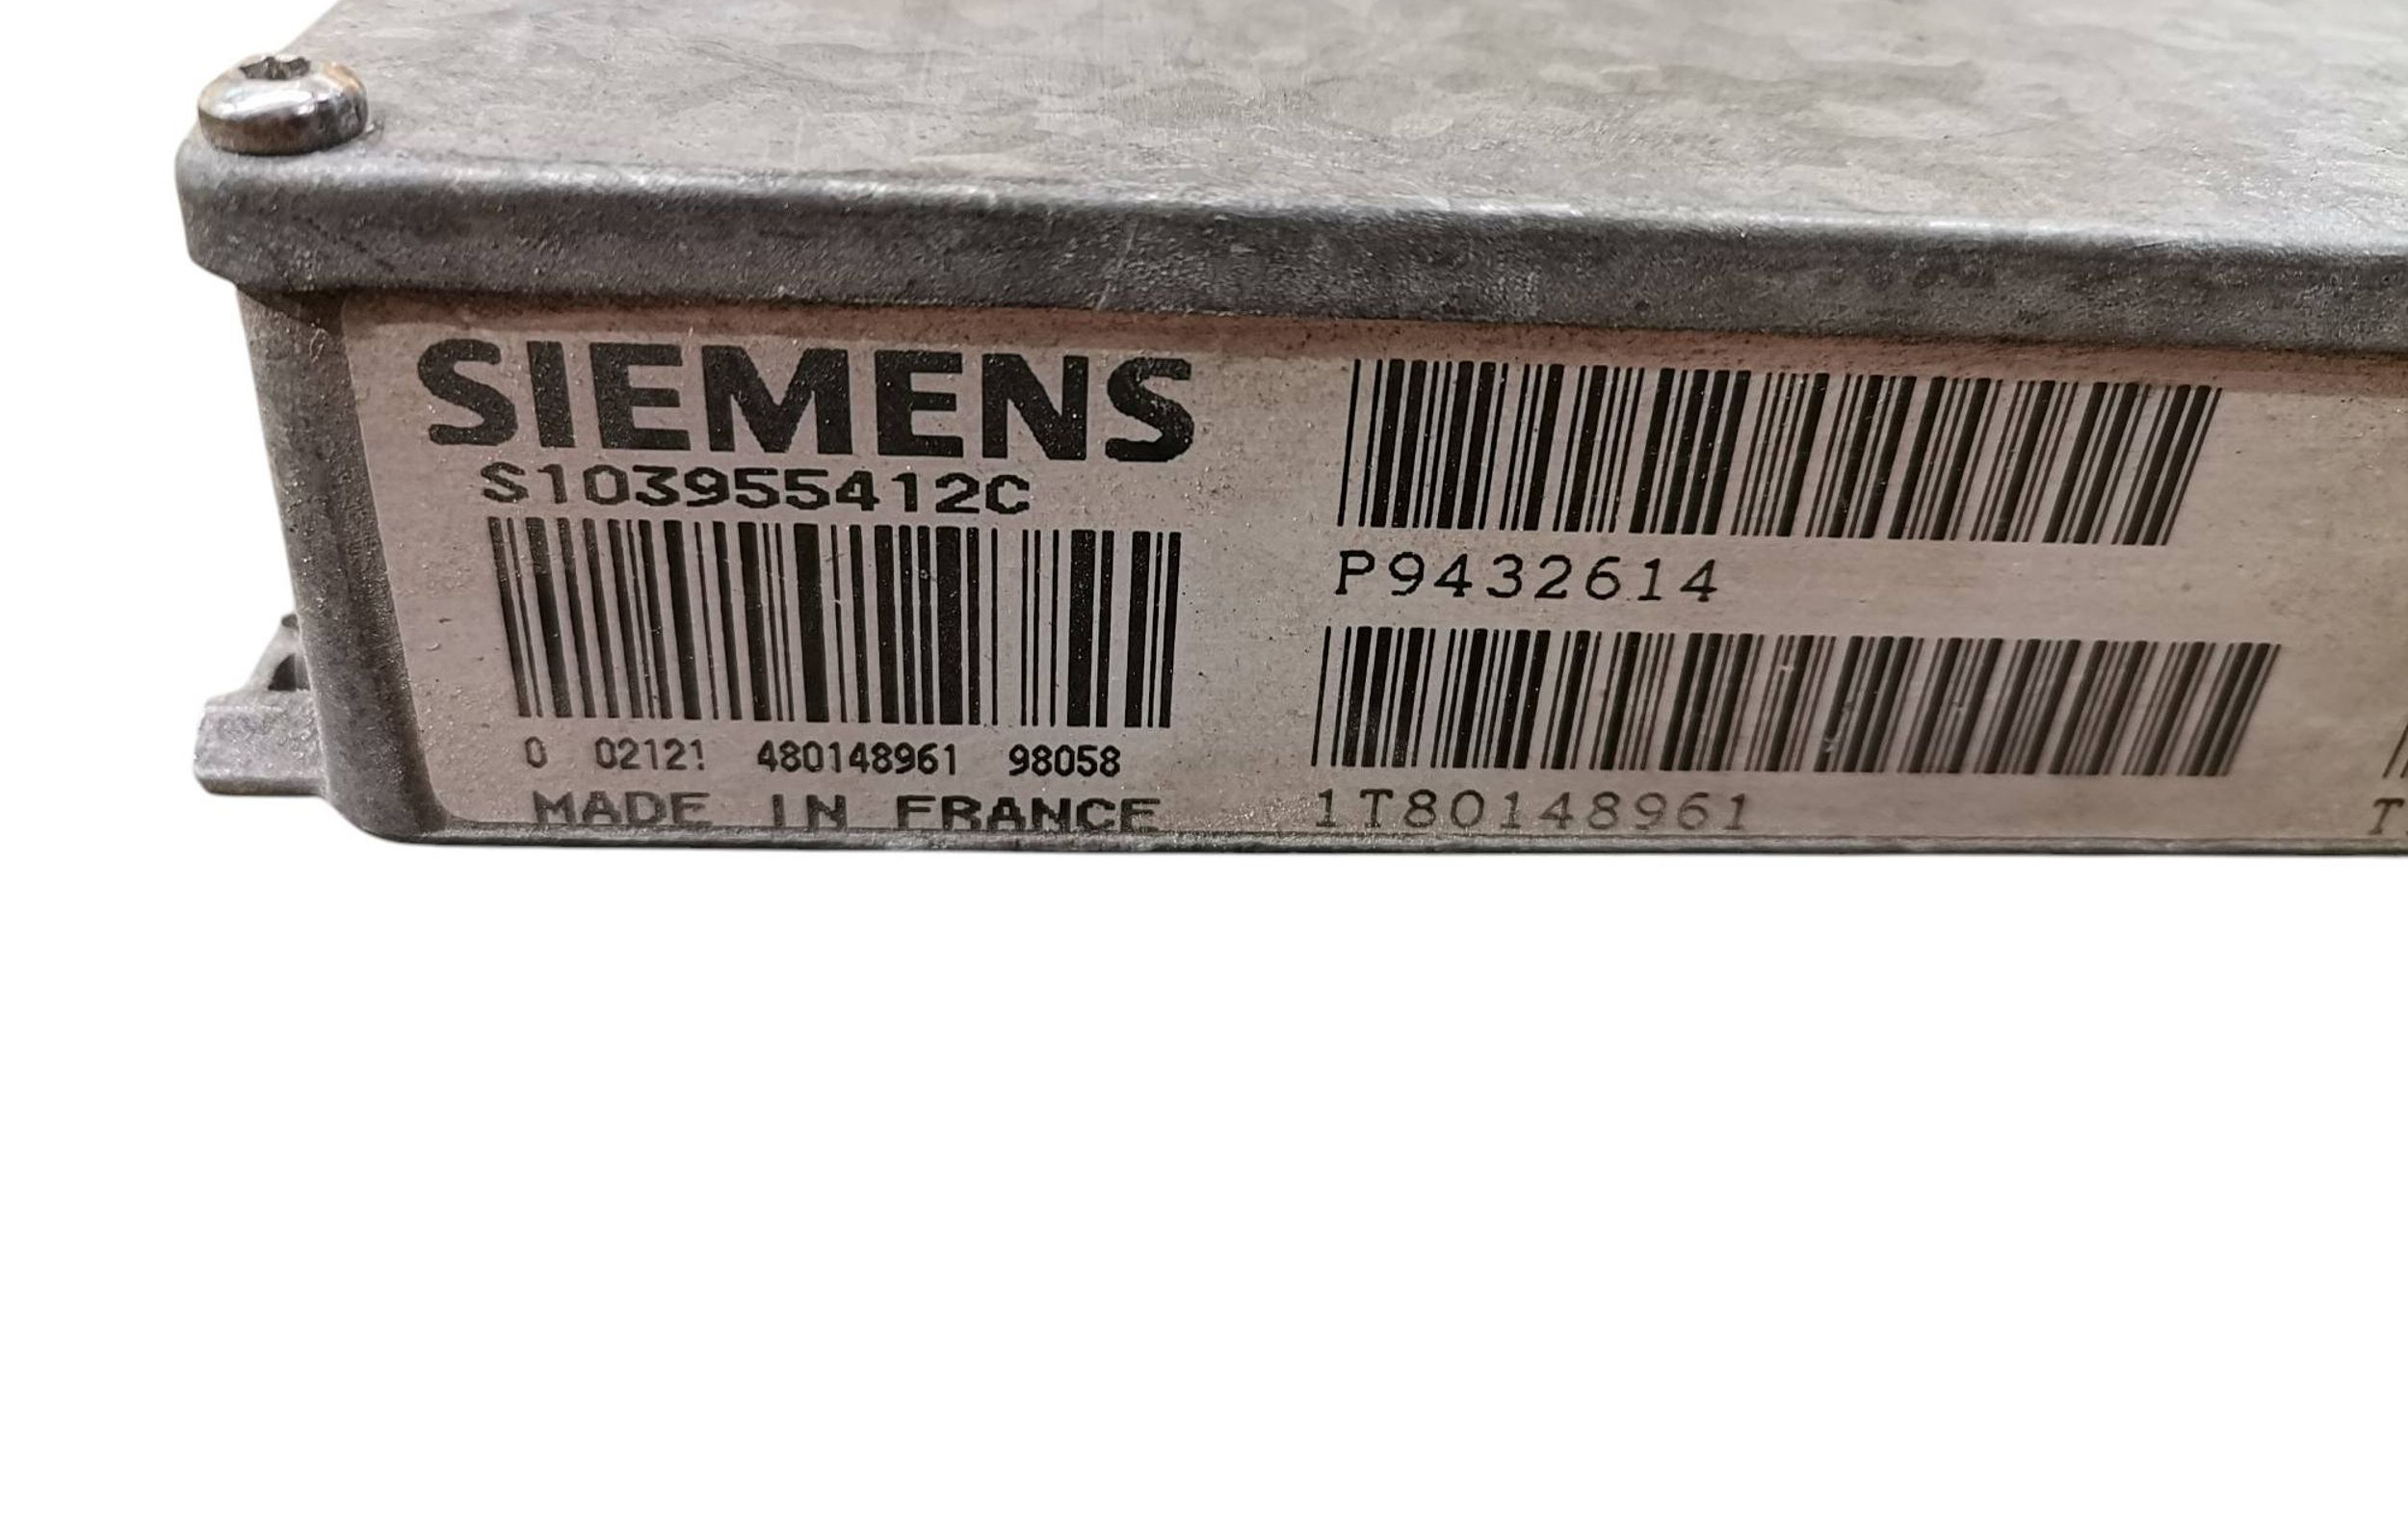 SIEMENS
S103955412C
0 02121 480148961 98058
MADE IN FRANCE
P9432614
1T80148961
T